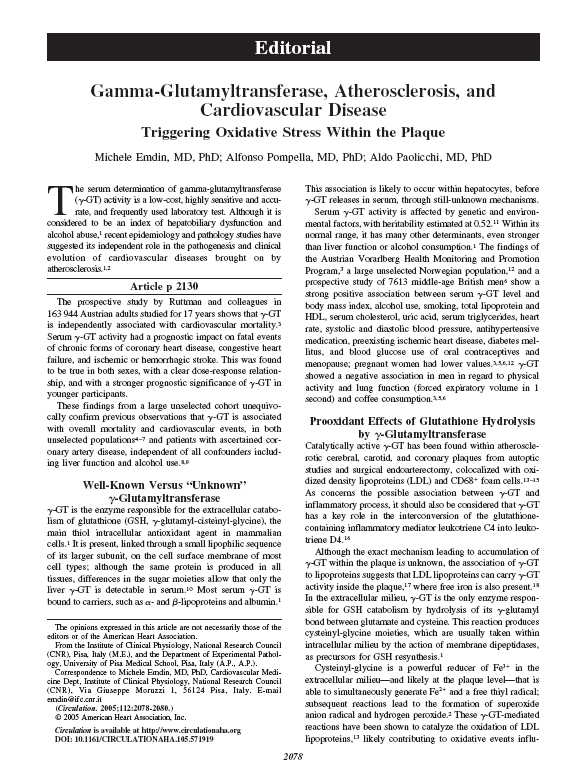 Editorial
Gamma-Glutamyltransferase, Atherosclerosis, and
Cardiovascular Disease
Triggering Oxidative Stress Within the Plaque
Michele Emdin, MD, PhD; Alfonso Pompella, MD, PhD; Aldo Paolicchi, MD, PhD
The serum determination of gamma-glutamyltransferase
(γ-GT) activity is a low-cost, highly sensitive and accu-
rate, and frequently used laboratory test. Although it is
considered to be an index of hepatobiliary dysfunction and
alcohol abuse,1 recent epidemiology and pathology studies have
suggested its independent role in the pathogenesis and clinical
evolution of cardiovascular diseases brought on by
atherosclerosis.1,2
Article p 2130
The prospective study by Ruttman and colleagues in
163 944 Austrian adults studied for 17 years shows that γ-GT
is independently associated with cardiovascular mortality.3
Serum γ-GT activity had a prognostic impact on fatal events
of chronic forms of coronary heart disease, congestive heart
failure, and ischemic or hemorrhagic stroke. This was found
to be true in both sexes, with a clear dose-response relation-
ship, and with a stronger prognostic significance of γ-GT in
younger participants.
These findings from a large unselected cohort unequivo-
cally confirm previous observations that γ-GT is associated
with overall mortality and cardiovascular events, in both
unselected populations4–7 and patients with ascertained cor-
onary artery disease, independent of all confounders includ-
ing liver function and alcohol use.8,9
Well-Known Versus “Unknown”
γ-Glutamyltransferase
γ-GT is the enzyme responsible for the extracellular catabo-
lism of glutathione (GSH, γ-glutamyl-cisteinyl-glycine), the
main thiol intracellular antioxidant agent in mammalian
cells.1 It is present, linked through a small lipophilic sequence
of its larger subunit, on the cell surface membrane of most
cell types; although the same protein is produced in all
tissues, differences in the sugar moieties allow that only the
liver γ-GT is detectable in serum.10 Most serum γ-GT is
bound to carriers, such as α- and β-lipoproteins and albumin.1
The opinions expressed in this article are not necessarily those of the
editors or of the American Heart Association.
From the Institute of Clinical Physiology, National Research Council
(CNR), Pisa, Italy (M.E.), and the Department of Experimental Pathol-
ogy, University of Pisa Medical School, Pisa, Italy (A.P., A.P.).
Correspondence to Michele Emdin, MD, PhD, Cardiovascular Medi-
cine Dept, Institute of Clinical Physiology, National Research Council
(CNR), Via Giuseppe Moruzzi 1, 56124 Pisa, Italy. E-mail
emdin@ifc.cnr.it
(Circulation. 2005;112:2078-2080.)
© 2005 American Heart Association, Inc.
Circulation is available at http://www.circulationaha.org
DOI: 10.1161/CIRCULATIONAHA.105.571919
This association is likely to occur within hepatocytes, before
γ-GT releases in serum, through still-unknown mechanisms.
Serum γ-GT activity is affected by genetic and environ-
mental factors, with heritability estimated at 0.52.11 Within its
normal range, it has many other determinants, even stronger
than liver function or alcohol consumption.1 The findings of
the Austrian Vorarlberg Health Monitoring and Promotion
Program,3 a large unselected Norwegian population,12 and a
prospective study of 7613 middle-aged British men6 show a
strong positive association between serum γ-GT level and
body mass index, alcohol use, smoking, total lipoprotein and
HDL, serum cholesterol, uric acid, serum triglycerides, heart
rate, systolic and diastolic blood pressure, antihypertensive
medication, preexisting ischemic heart disease, diabetes mel-
litus, and blood glucose use of oral contraceptives and
menopause; pregnant women had lower values.3,5,6,12 γ-GT
showed a negative association in men in regard to physical
activity and lung function (forced expiratory volume in 1
second) and coffee consumption.3,5,6
Prooxidant Effects of Glutathione Hydrolysis
by γ-Glutamyltransferase
Catalytically active γ-GT has been found within atheroscle-
rotic cerebral, carotid, and coronary plaques from autoptic
studies and surgical endoarterectomy, colocalized with oxi-
dized density lipoproteins (LDL) and CD68+ foam cells.13–15
As concerns the possible association between γ-GT and
inflammatory process, it should also be considered that γ-GT
has a key role in the interconversion of the glutathione-
containing inflammatory mediator leukotriene C4 into leuko-
triene D4.16
Although the exact mechanism leading to accumulation of
γ-GT within the plaque is unknown, the association of γ-GT
to lipoproteins suggests that LDL lipoproteins can carry γ-GT
activity inside the plaque,17 where free iron is also present.18
In the extracellular milieu, γ-GT is the only enzyme respon-
sible for GSH catabolism by hydrolysis of its γ-glutamyl
bond between glutamate and cysteine. This reaction produces
cysteinyl-glycine moieties, which are usually taken within
intracellular milieu by the action of membrane dipeptidases,
as precursors for GSH resynthesis.1
Cysteinyl-glycine is a powerful reducer of Fe3+ in the
extracellular milieu—and likely at the plaque level—that is
able to simultaneously generate Fe2+ and a free thiyl radical;
subsequent reactions lead to the formation of superoxide
anion radical and hydrogen peroxide.2 These γ-GT-mediated
reactions have been shown to catalyze the oxidation of LDL
lipoproteins,13 likely contributing to oxidative events influ-
2078